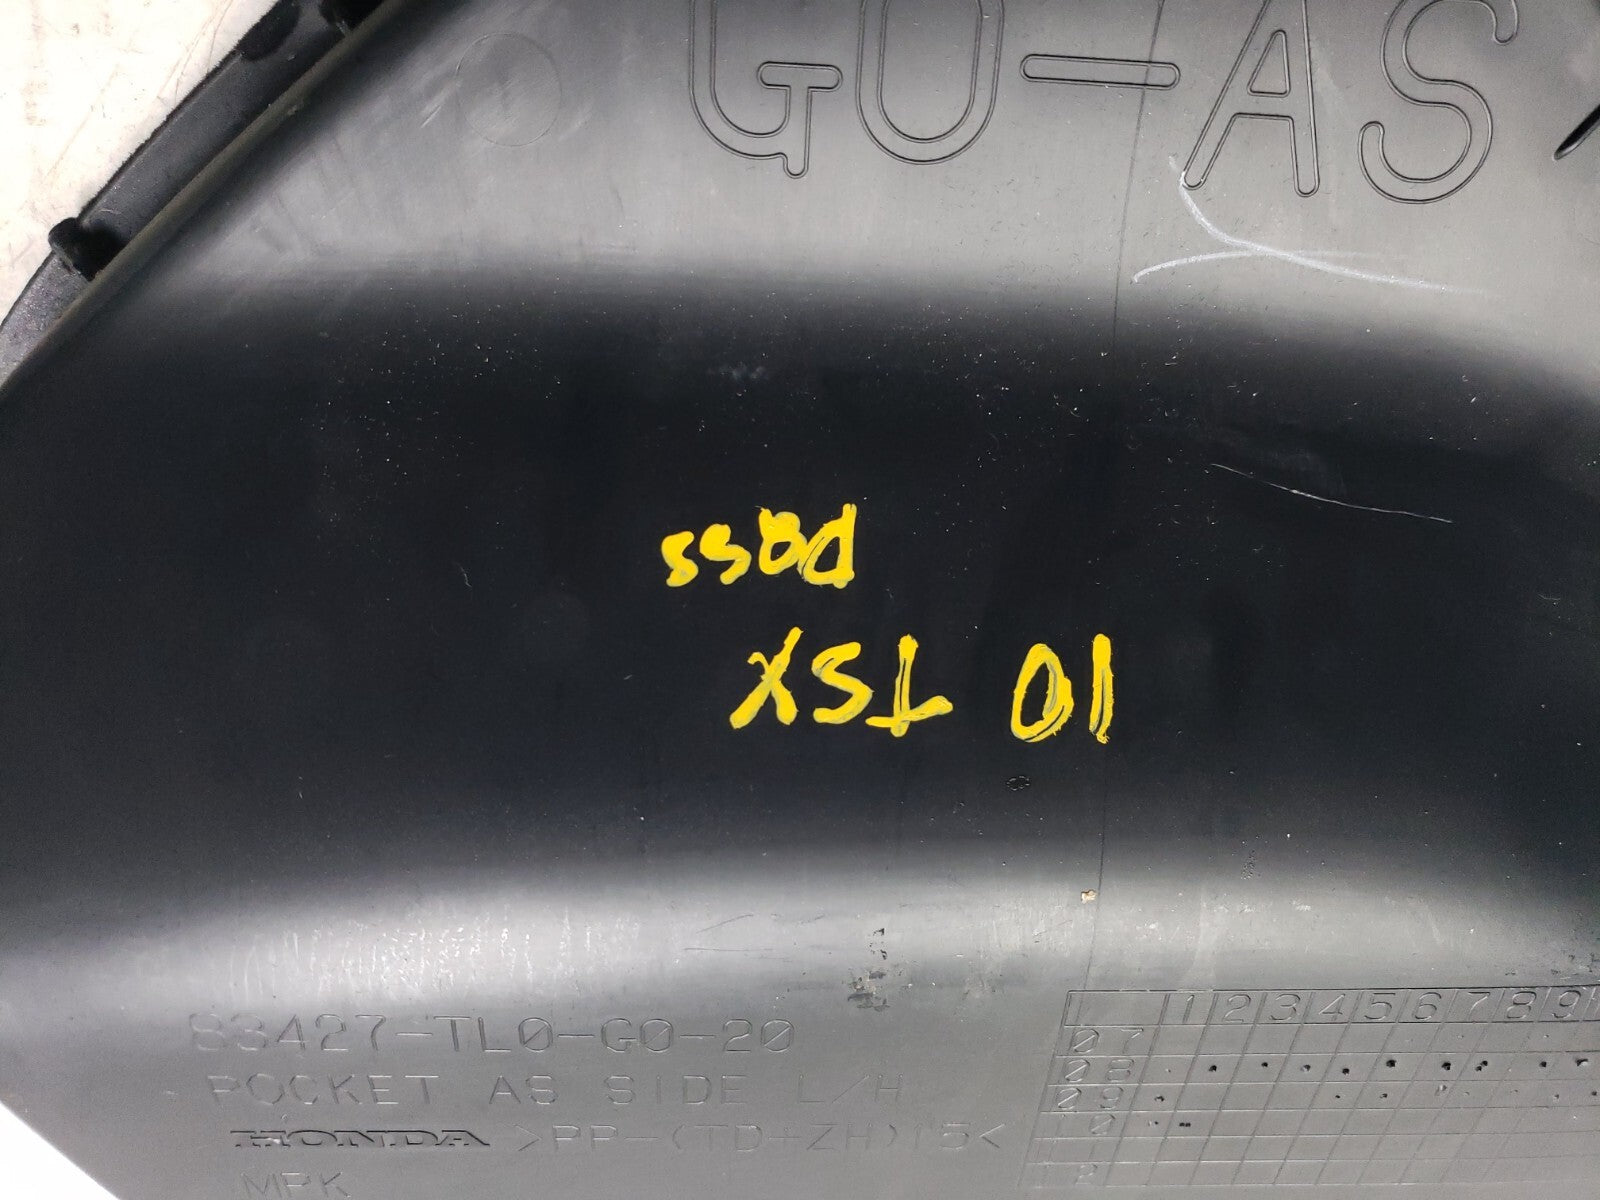 GO-AS
10 TSX
Pass
83427-TL0-G0-20
POCKET AS SIDE L/H
HONDA >PP-(TD+ZH)15<
MPK
1 2 3 4 5 6 7 8 9
07
08
09
10